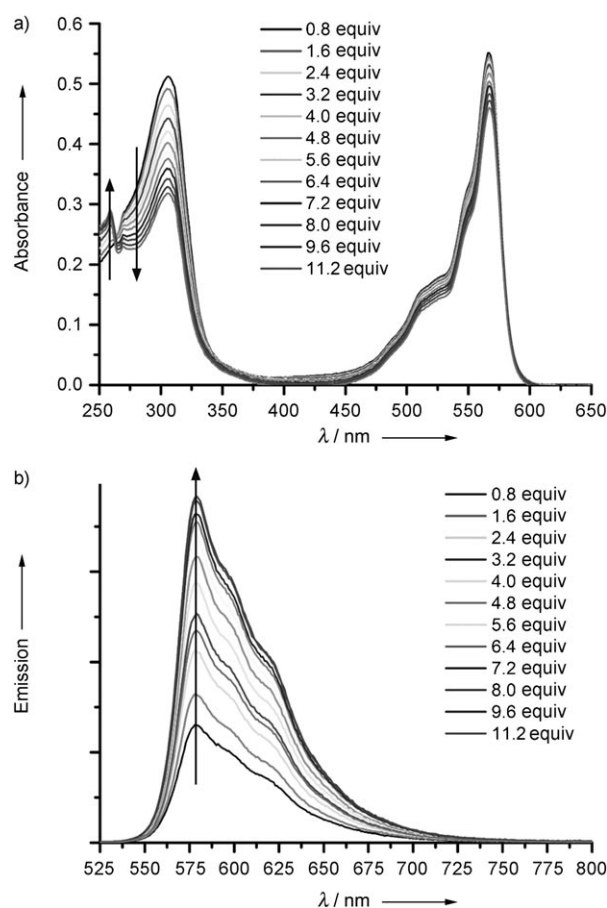 a)
0.6
0.5
0.4
0.3
0.2
0.1
0.0
Absorbance
0.8 equiv
1.6 equiv
2.4 equiv
3.2 equiv
4.0 equiv
4.8 equiv
5.6 equiv
6.4 equiv
7.2 equiv
8.0 equiv
9.6 equiv
11.2 equiv
250 300 350 400 450 500 550 600 650
λ / nm
b)
Emission
0.8 equiv
1.6 equiv
2.4 equiv
3.2 equiv
4.0 equiv
4.8 equiv
5.6 equiv
6.4 equiv
7.2 equiv
8.0 equiv
9.6 equiv
11.2 equiv
525 550 575 600 625 650 675 700 725 750 775 800
λ / nm